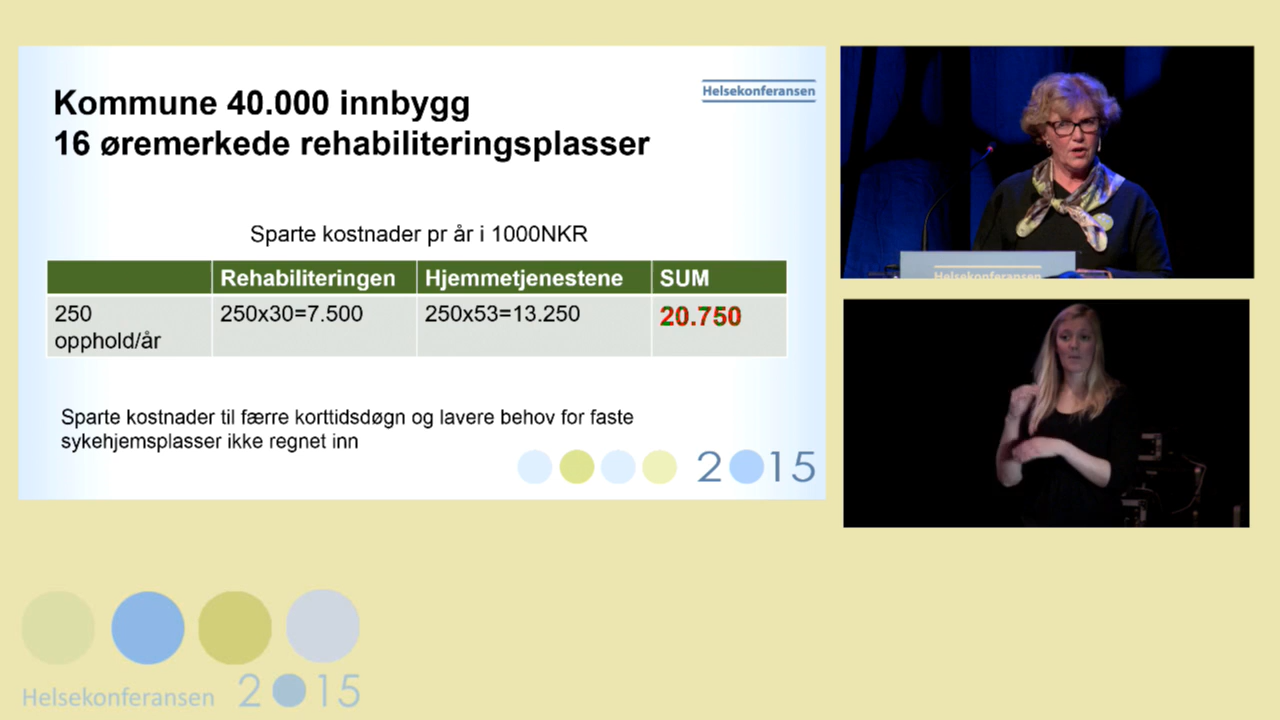 Kommune 40.000 innbygg
16 øremerkede rehabiliteringsplasser
Helsekonferansen
Sparte kostnader pr år i 1000NKR
Rehabiliteringen Hjemmetjenestene SUM
250 opphold/år 250x30=7.500 250x53=13.250 20.750
Sparte kostnader til færre korttidsdøgn og lavere behov for faste
sykehjemsplasser ikke regnet inn
2015
Helsekonferansen
Helsekonferansen 2015